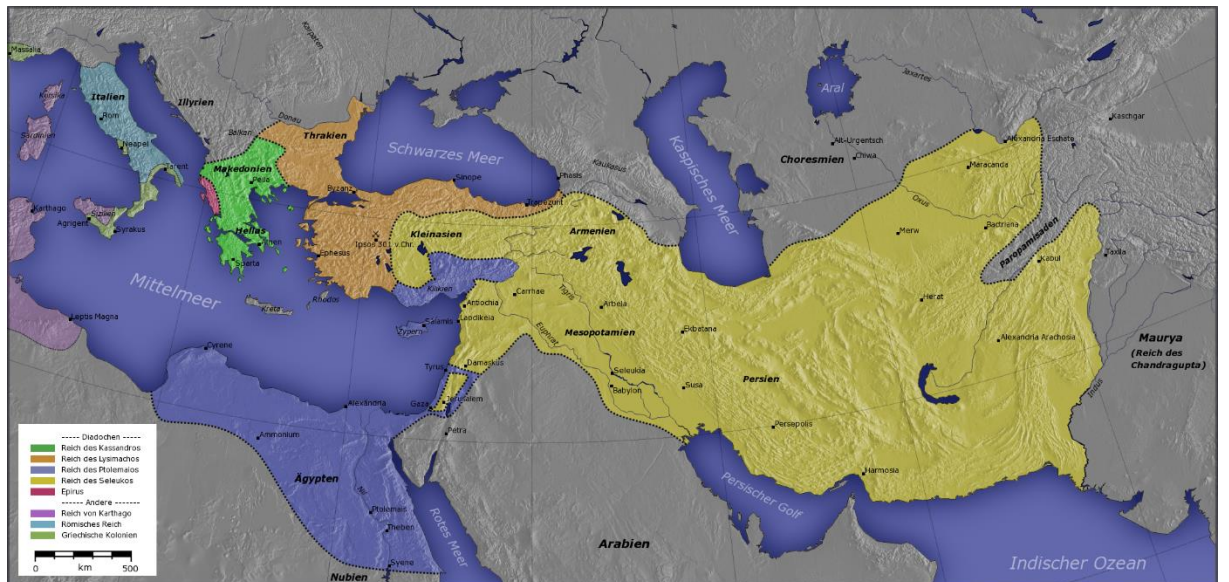 Massalia
Karpaten
Korsika
Italien
Rom
Illyrien
Sardinien
Neapel
Tarent
Balkan
Donau
Thrakien
Makedonien
Pella
Byzanz
Schwarzes Meer
Sinope
Trapezunt
Phasis
Kaukasus
Kaspisches Meer
Aral
Jaxartes
Alt-Urgentsch
Chiwa
Choresmien
Alexandria Eschate
Kaschgar
Maracanda
Oxus
Merw
Bactriana
Paropamisaden
Kabul
Taxila
Karthago
Agrigent
Sizilien
Syrakus
Hellas
Athen
Sparta
Ephesus
Ipsos 301 v.Chr.
Kleinasien
Armenien
Kilikien
Rhodos
Kreta
Mittelmeer
Leptis Magna
Cyrene
Zypern
Salamis
Antiochia
Laodikeia
Carrhae
Tigris
Arbela
Mesopotamien
Euphrat
Ekbatana
Herat
Alexandria Arachosia
Maurya
(Reich des
Chandragupta)
Tyrus
Damaskus
Seleukia
Babylon
Susa
Persien
Persepolis
Indus
Gaza
Jerusalem
Petra
Alexandria
Ammonium
Ägypten
Nil
Ptolemais
Theben
Syene
Nubien
Rotes Meer
Arabien
Persischer Golf
Harmosia
Indischer Ozean
Diadochen
Reich des Kassandros
Reich des Lysimachos
Reich des Ptolemaios
Reich des Seleukos
Epirus
Andere
Reich von Karthago
Römisches Reich
Griechische Kolonien
0 km 500